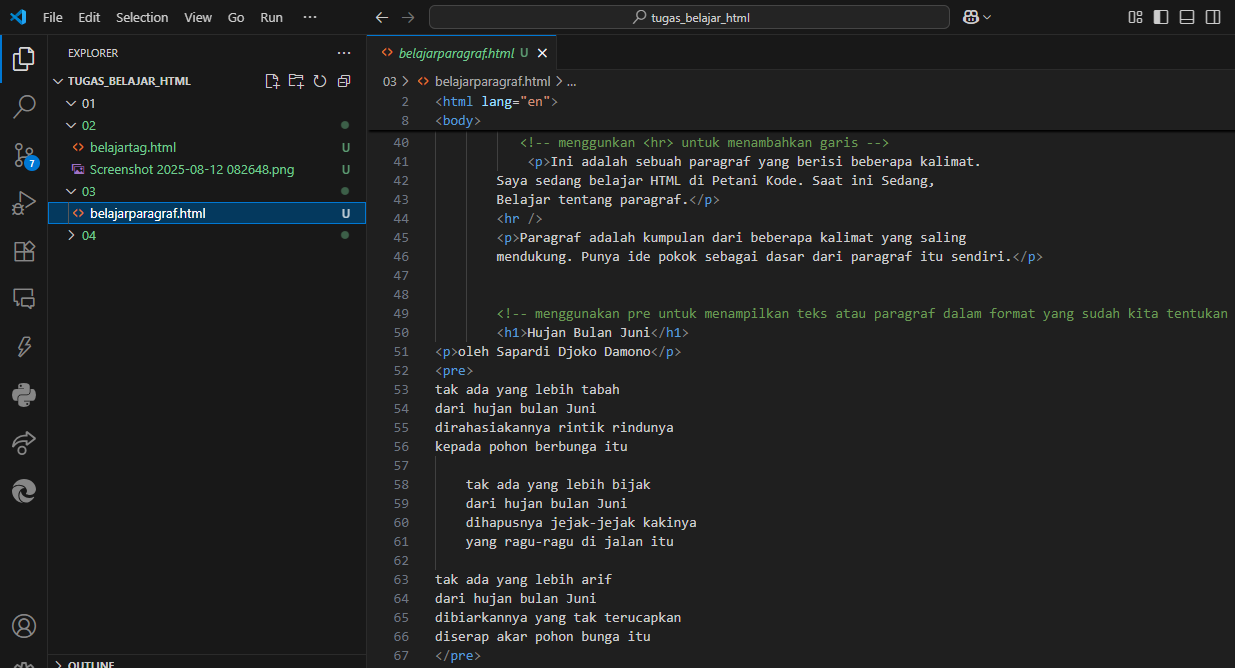 File Edit Selection View Go Run ··· tugas_belajar_html
EXPLORER ···
TUGAS_BELAJAR_HTML
01
02
belajartag.html U
Screenshot 2025-08-12 082648.png U
03
belajarparagraf.html U
04
7
OUTLINE
belajarparagraf.html U
03 > belajarparagraf.html > ...
2 <html lang="en">
8 <body>
40 <!-- menggunkan <hr> untuk menambahkan garis -->
41 <p>Ini adalah sebuah paragraf yang berisi beberapa kalimat.
42 Saya sedang belajar HTML di Petani Kode. Saat ini Sedang,
43 Belajar tentang paragraf.</p>
44 <hr />
45 <p>Paragraf adalah kumpulan dari beberapa kalimat yang saling
46 mendukung. Punya ide pokok sebagai dasar dari paragraf itu sendiri.</p>
47
48
49 <!-- menggunakan pre untuk menampilkan teks atau paragraf dalam format yang sudah kita tentukan
50 <h1>Hujan Bulan Juni</h1>
51 <p>oleh Sapardi Djoko Damono</p>
52 <pre>
53 tak ada yang lebih tabah
54 dari hujan bulan Juni
55 dirahasiakannya rintik rindunya
56 kepada pohon berbunga itu
57
58 tak ada yang lebih bijak
59 dari hujan bulan Juni
60 dihapusnya jejak-jejak kakinya
61 yang ragu-ragu di jalan itu
62
63 tak ada yang lebih arif
64 dari hujan bulan Juni
65 dibiarkannya yang tak terucapkan
66 diserap akar pohon bunga itu
67 </pre>